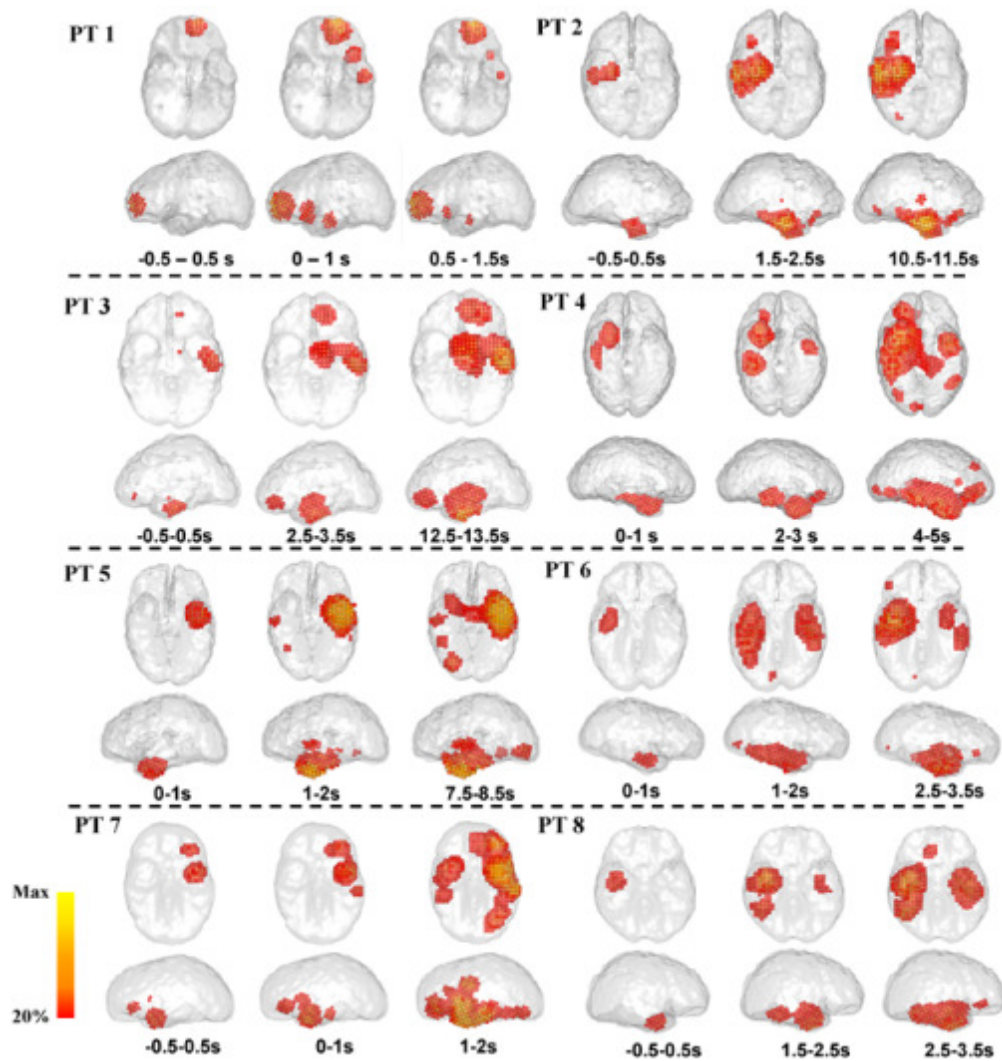 PT 1
PT 2
-0.5 – 0.5 s
0 – 1 s
0.5 - 1.5s
−0.5-0.5s
1.5-2.5s
10.5-11.5s
PT 3
PT 4
-0.5-0.5s
2.5-3.5s
12.5-13.5s
0-1 s
2-3 s
4-5s
PT 5
PT 6
0-1s
1-2s
7.5-8.5s
0-1s
1-2s
2.5-3.5s
PT 7
PT 8
Max
20%
-0.5-0.5s
0-1s
1-2s
-0.5-0.5s
1.5-2.5s
2.5-3.5s